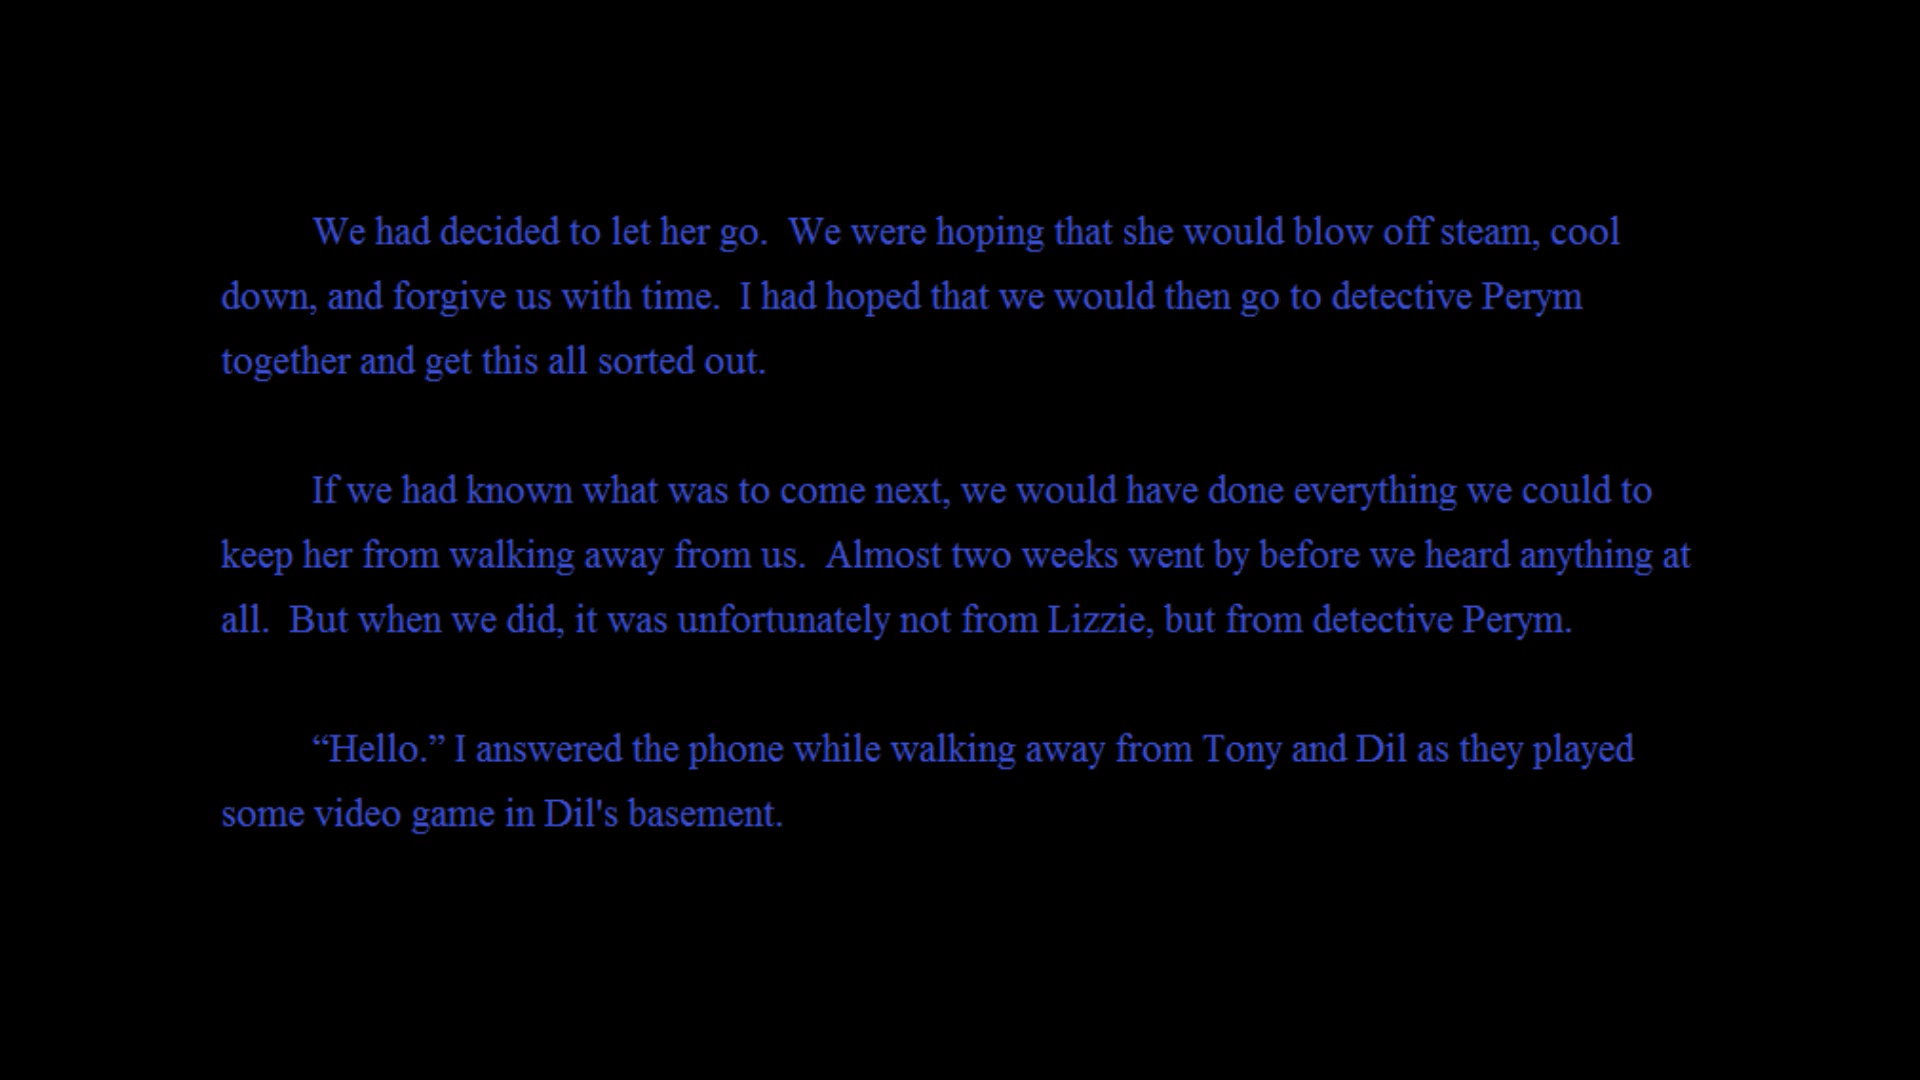 We had decided to let her go.  We were hoping that she would blow off steam, cool
down, and forgive us with time.  I had hoped that we would then go to detective Perym
together and get this all sorted out.
If we had known what was to come next, we would have done everything we could to
keep her from walking away from us.  Almost two weeks went by before we heard anything at
all.  But when we did, it was unfortunately not from Lizzie, but from detective Perym.
“Hello.” I answered the phone while walking away from Tony and Dil as they played
some video game in Dil's basement.